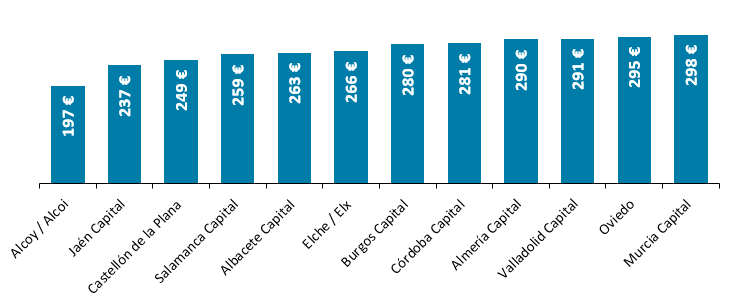 197 €
237 €
249 €
259 €
263 €
266 €
280 €
281 €
290 €
291 €
295 €
298 €
Alcoy / Alcoi
Jaén Capital
Castellón de la Plana
Salamanca Capital
Albacete Capital
Elche / Elx
Burgos Capital
Córdoba Capital
Almería Capital
Valladolid Capital
Oviedo
Murcia Capital